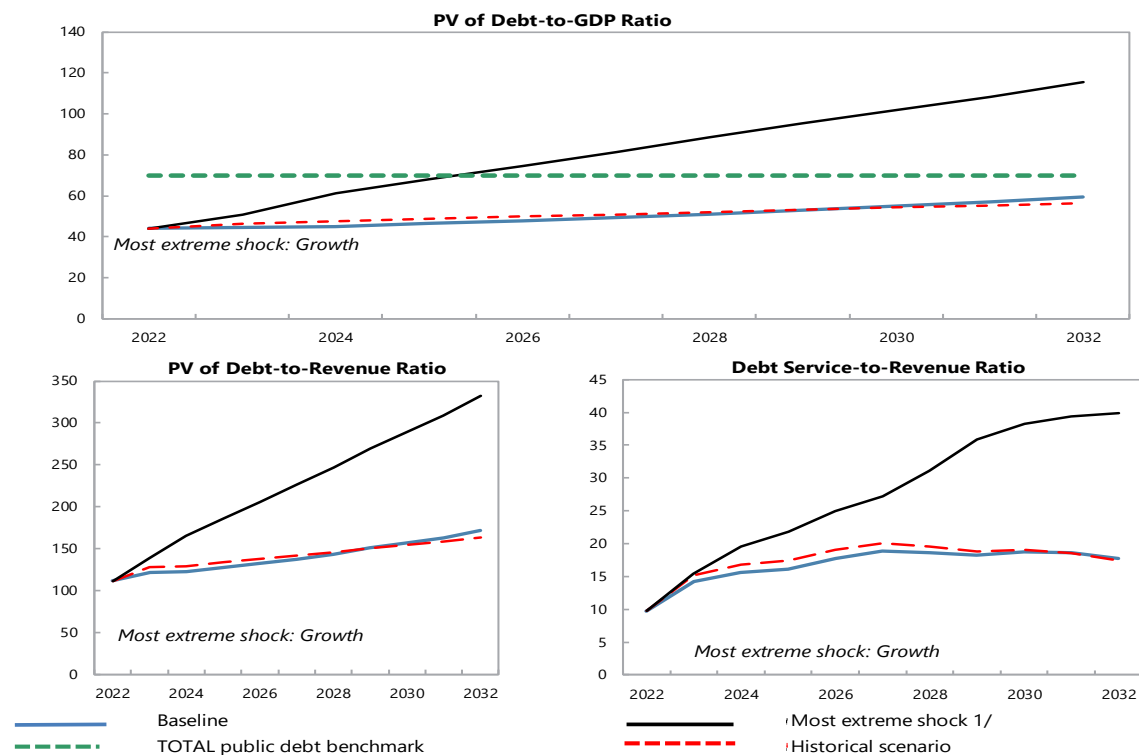 PV of Debt-to-GDP Ratio
140
120
100
80
60
40
20
0
Most extreme shock: Growth
2022 2024 2026 2028 2030 2032
PV of Debt-to-Revenue Ratio
350
300
250
200
150
100
50
0
Most extreme shock: Growth
2022 2024 2026 2028 2030 2032
Debt Service-to-Revenue Ratio
45
40
35
30
25
20
15
10
5
0
Most extreme shock: Growth
2022 2024 2026 2028 2030 2032
Baseline
Most extreme shock 1/
TOTAL public debt benchmark
Historical scenario